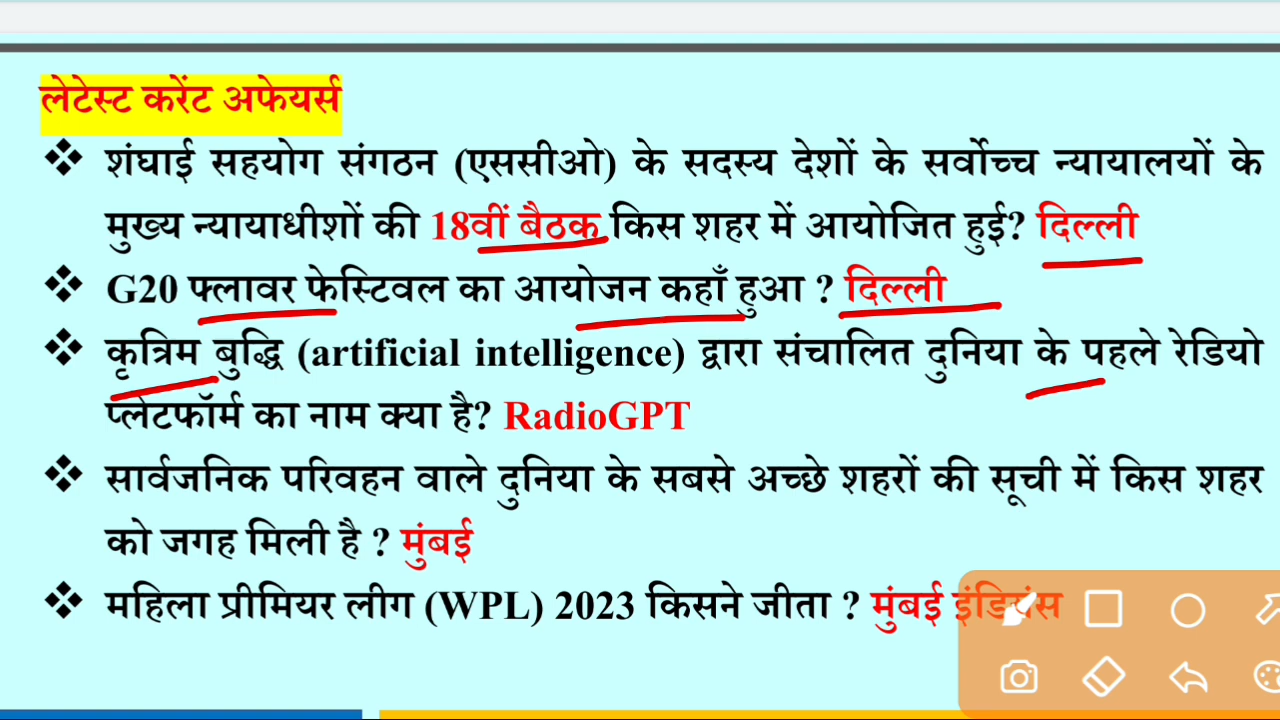 लेटेस्ट करेंट अफेयर्स
❖ शंघाई सहयोग संगठन (एससीओ) के सदस्य देशों के सर्वोच्च न्यायालयों के
मुख्य न्यायाधीशों की 18वीं बैठक किस शहर में आयोजित हुई? दिल्ली
❖ G20 फ्लावर फेस्टिवल का आयोजन कहाँ हुआ ? दिल्ली
❖ कृत्रिम बुद्धि (artificial intelligence) द्वारा संचालित दुनिया के पहले रेडियो
प्लेटफॉर्म का नाम क्या है? RadioGPT
❖ सार्वजनिक परिवहन वाले दुनिया के सबसे अच्छे शहरों की सूची में किस शहर
को जगह मिली है ? मुंबई
❖ महिला प्रीमियर लीग (WPL) 2023 किसने जीता ? मुंबई इंडियंस